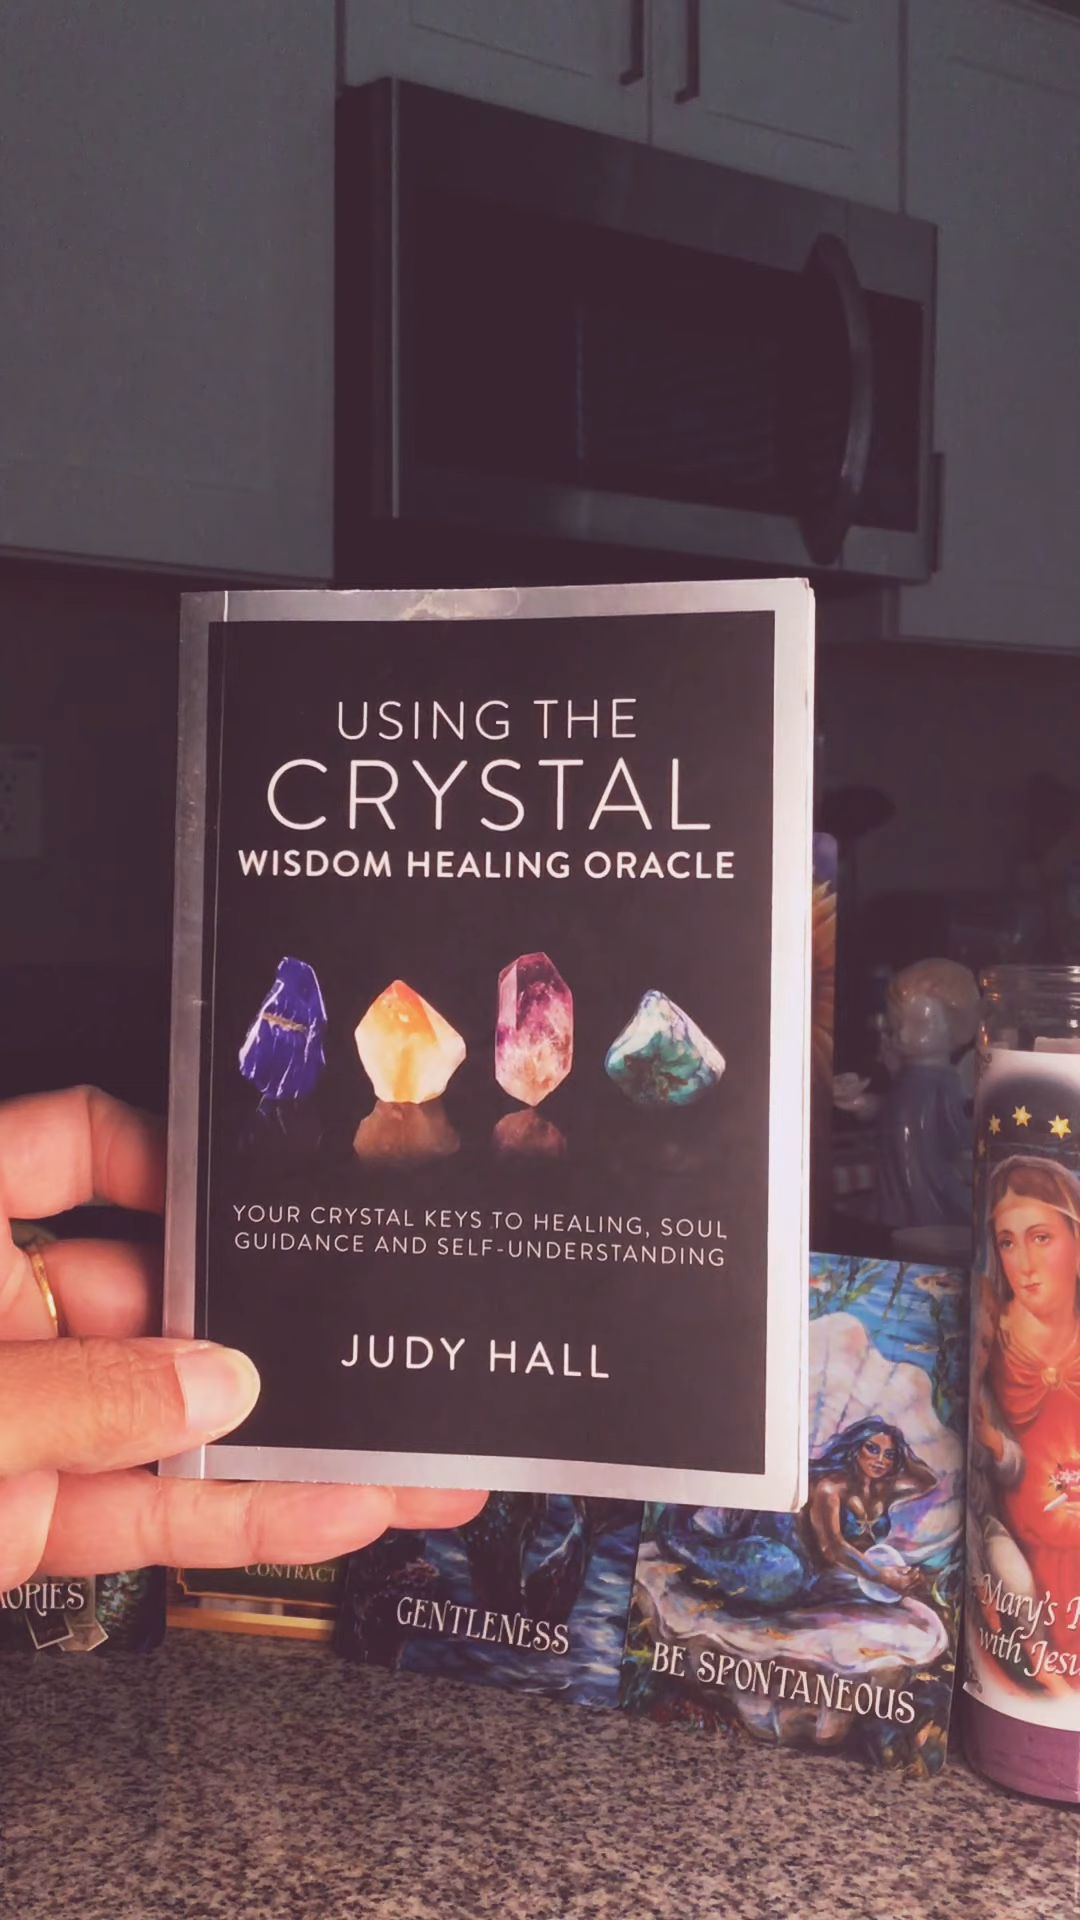 USING THE
CRYSTAL
WISDOM HEALING ORACLE
YOUR CRYSTAL KEYS TO HEALING, SOUL
GUIDANCE AND SELF-UNDERSTANDING
JUDY HALL
CONTRACT
GENTLENESS
BE SPONTANEOUS
Mary's
with